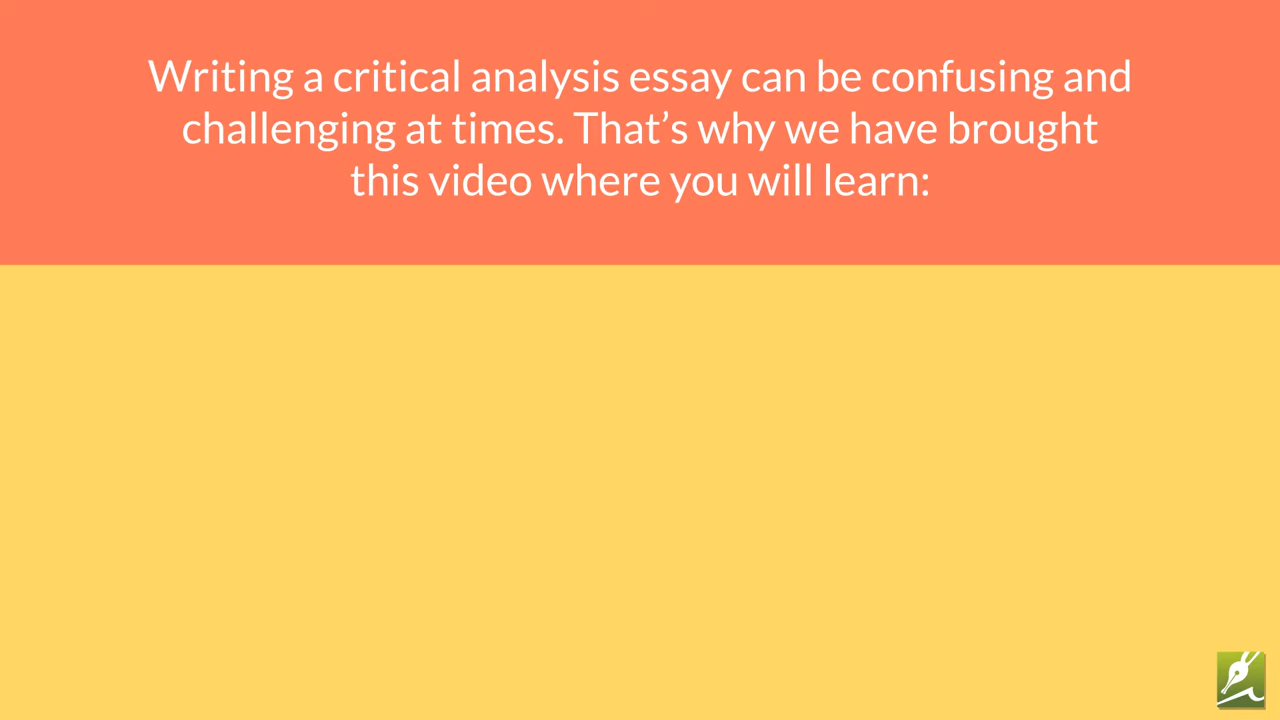 Writing a critical analysis essay can be confusing and
challenging at times. That’s why we have brought
this video where you will learn: